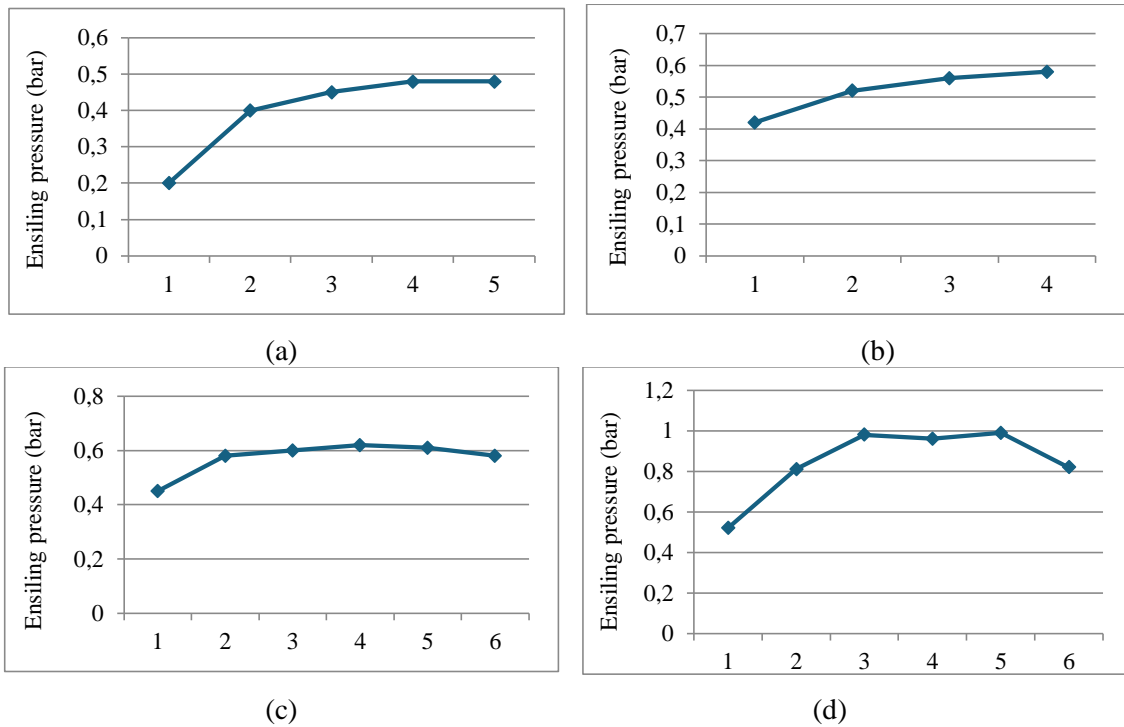 Ensiling pressure (bar)
0,6
0,5
0,4
0,3
0,2
0,1
0
1 2 3 4 5
(a)
Ensiling pressure (bar)
0,7
0,6
0,5
0,4
0,3
0,2
0,1
0
1 2 3 4
(b)
Ensiling pressure (bar)
0,8
0,6
0,4
0,2
0
1 2 3 4 5 6
(c)
Ensiling pressure (bar)
1,2
1
0,8
0,6
0,4
0,2
0
1 2 3 4 5 6
(d)